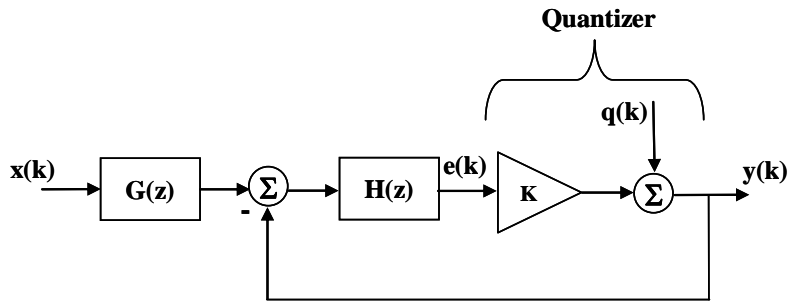 Quantizer
q(k)
x(k)
G(z)
Σ
-
H(z)
e(k)
K
Σ
y(k)